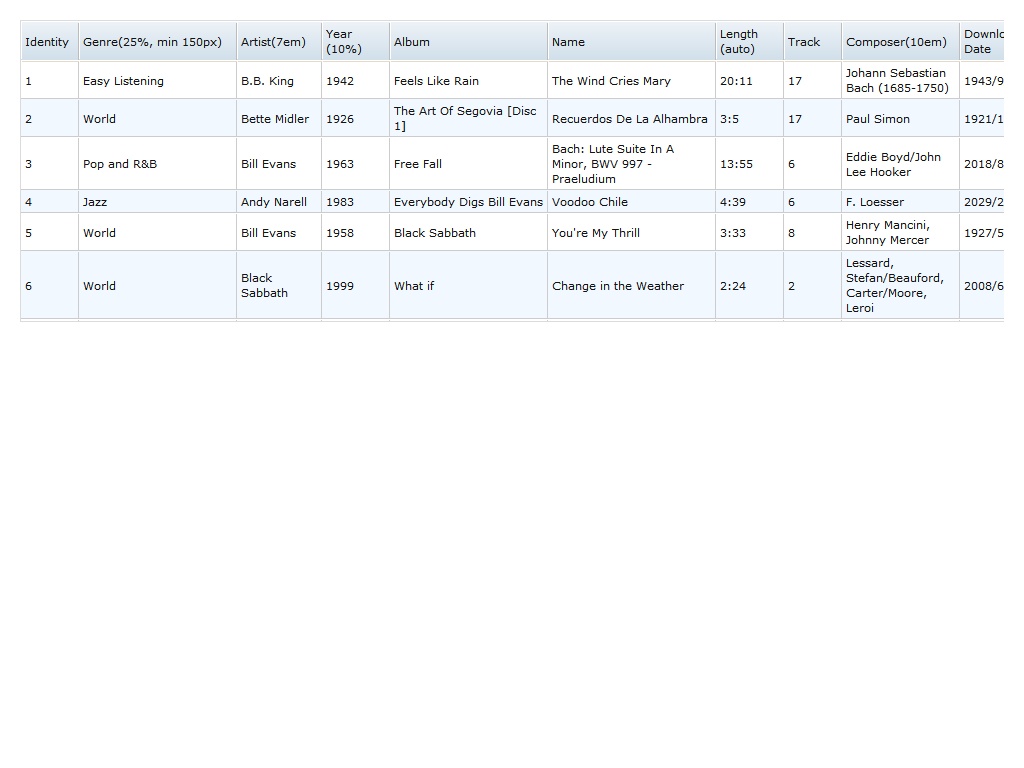 Identity Genre(25%, min 150px) Artist(7em) Year (10%) Album Name Length (auto) Track Composer(10em) Date
1 Easy Listening B.B. King 1942 Feels Like Rain The Wind Cries Mary 20:11 17 Johann Sebastian Bach (1685-1750) 1943/9
2 World Bette Midler 1926 The Art Of Segovia [Disc 1] Recuerdos De La Alhambra 3:5 17 Paul Simon 1921/1
3 Pop and R&B Bill Evans 1963 Free Fall Bach: Lute Suite In A Minor, BWV 997 - Praeludium 13:55 6 Eddie Boyd/John Lee Hooker 2018/8
4 Jazz Andy Narell 1983 Everybody Digs Bill Evans Voodoo Chile 4:39 6 F. Loesser 2029/2
5 World Bill Evans 1958 Black Sabbath You're My Thrill 3:33 8 Henry Mancini, Johnny Mercer 1927/5
6 World Black Sabbath 1999 What if Change in the Weather 2:24 2 Lessard, Stefan/Beauford, Carter/Moore, Leroi 2008/6